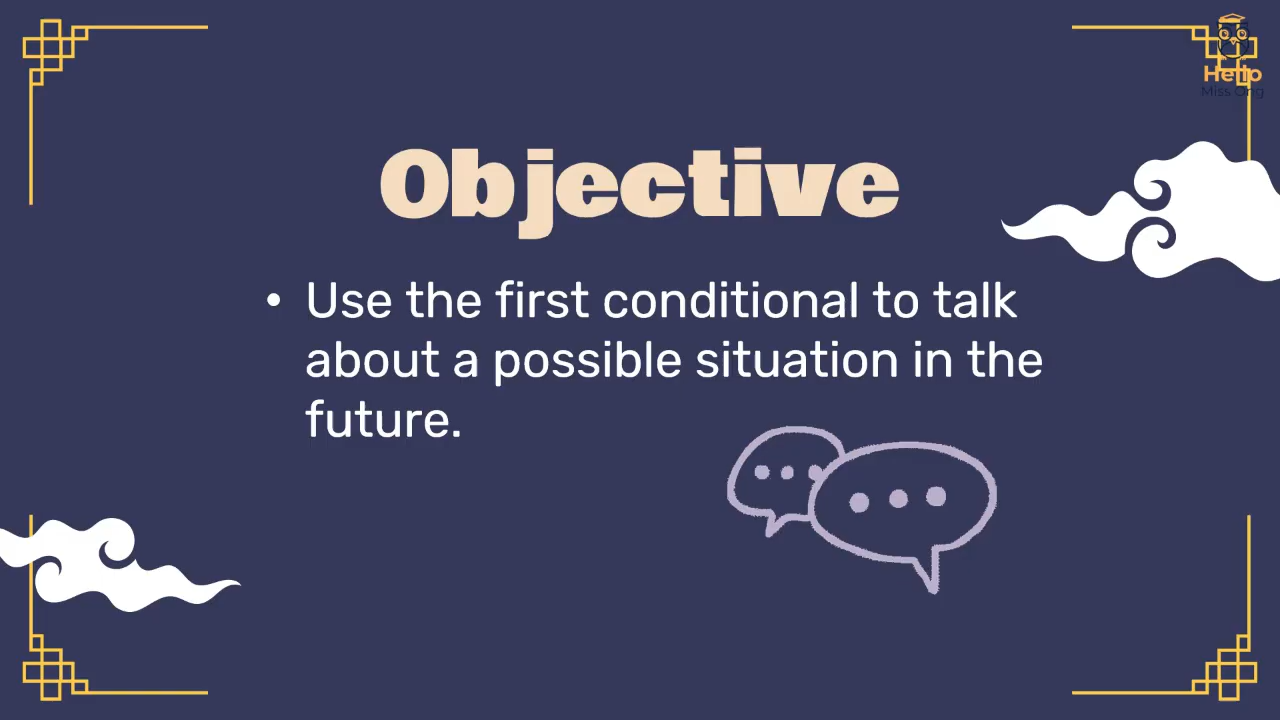 Hello
Miss Ong
Objective
• Use the first conditional to talk
about a possible situation in the
future.